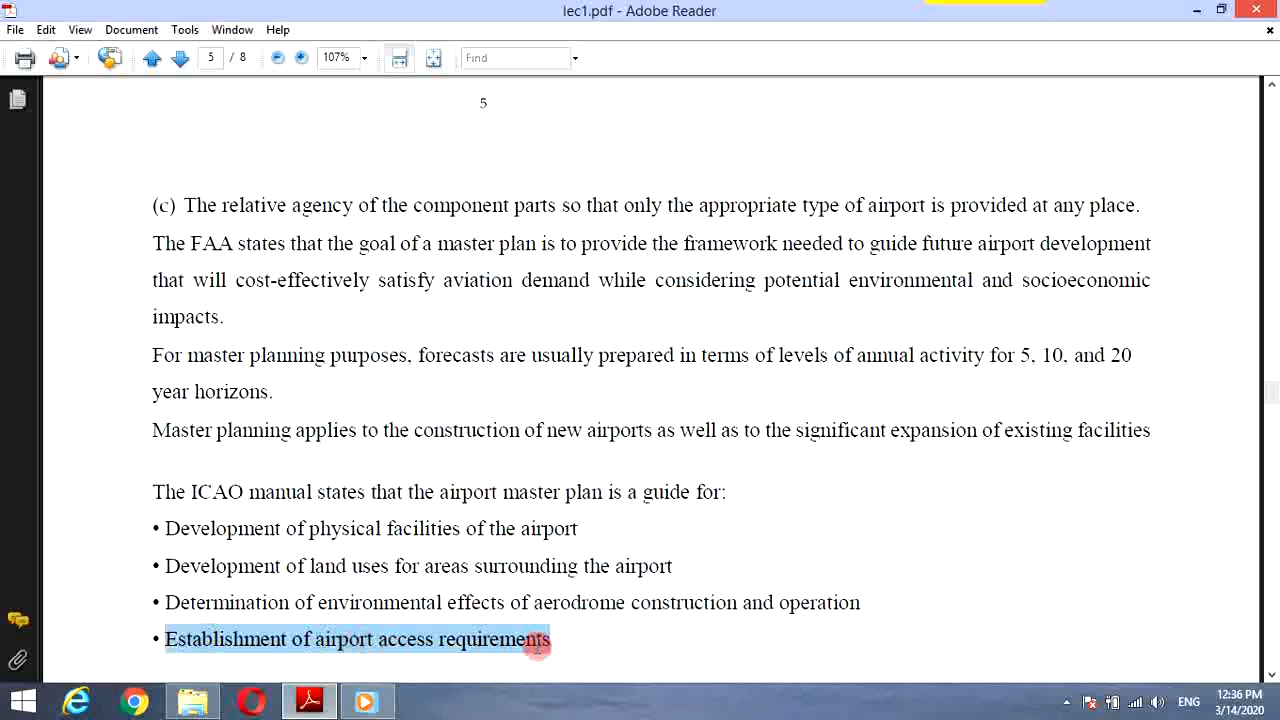 lec1.pdf - Adobe Reader
File Edit View Document Tools Window Help
5 / 8 107% Find
5
(c) The relative agency of the component parts so that only the appropriate type of airport is provided at any place.
The FAA states that the goal of a master plan is to provide the framework needed to guide future airport development
that will cost-effectively satisfy aviation demand while considering potential environmental and socioeconomic
impacts.
For master planning purposes, forecasts are usually prepared in terms of levels of annual activity for 5, 10, and 20
year horizons.
Master planning applies to the construction of new airports as well as to the significant expansion of existing facilities
The ICAO manual states that the airport master plan is a guide for:
• Development of physical facilities of the airport
• Development of land uses for areas surrounding the airport
• Determination of environmental effects of aerodrome construction and operation
• Establishment of airport access requirements
ENG
12:36 PM
3/14/2020